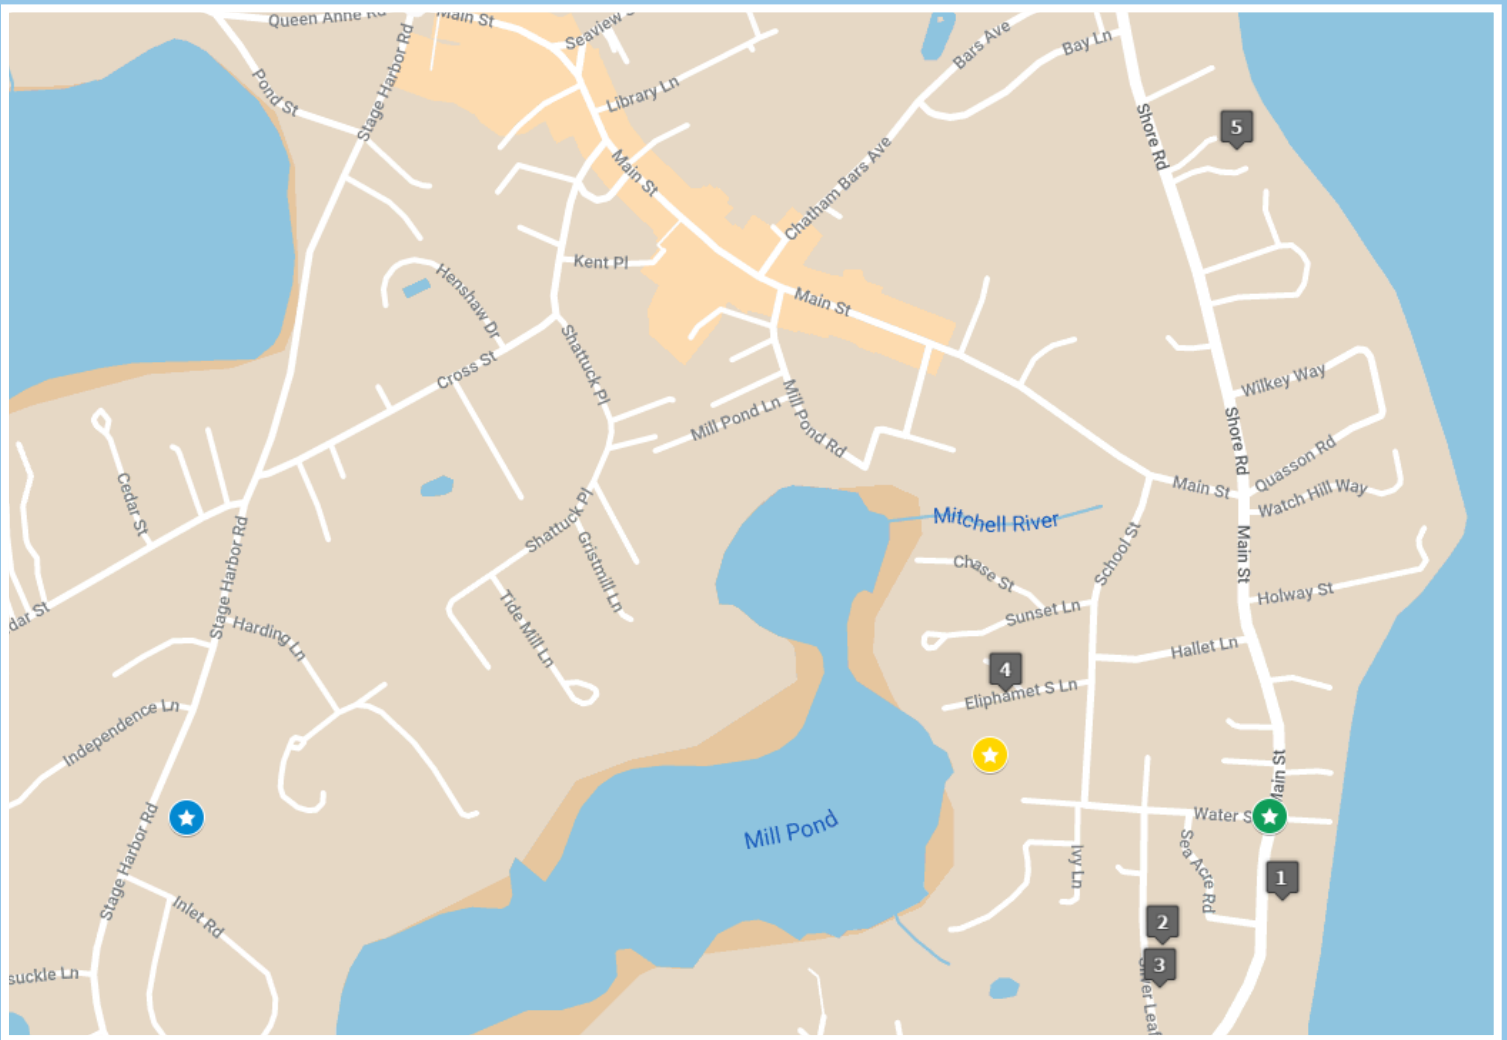 Queen Anne Rd
Main St
Seaview S
Stage Harbor Rd
Pond St
Library Ln
Bars Ave
Bay Ln
Shore Rd
5
Main St
Chatham Bars Ave
Kent Pl
Henshaw Dr
Main St
Shattuck Pl
Cross St
Mill Pond Ln
Mill Pond Rd
Wilkey Way
Shore Rd
Quasson Rd
Watch Hill Way
Main St
Cedar St
Mitchell River
Shattuck Pl
Gristmill Ln
School St
Main St
Chase St
Stage Harbor Rd
Holway St
Sunset Ln
dar St
Harding Ln
Tide Mill Ln
Hallet Ln
4
Eliphamet S Ln
Independence Ln
Main St
Mill Pond
Water S
Stage Harbor Rd
Sea Acre Rd
Ivy Ln
1
Inlet Rd
2
3
suckle Ln
Silver Leaf